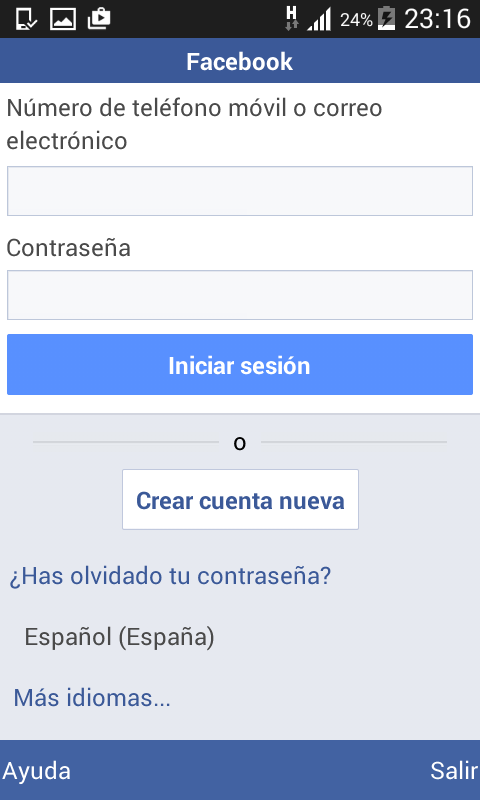 H 24% 23:16
Facebook
Número de teléfono móvil o correo
electrónico
Contraseña
Iniciar sesión
o
Crear cuenta nueva
¿Has olvidado tu contraseña?
Español (España)
Más idiomas...
Ayuda Salir